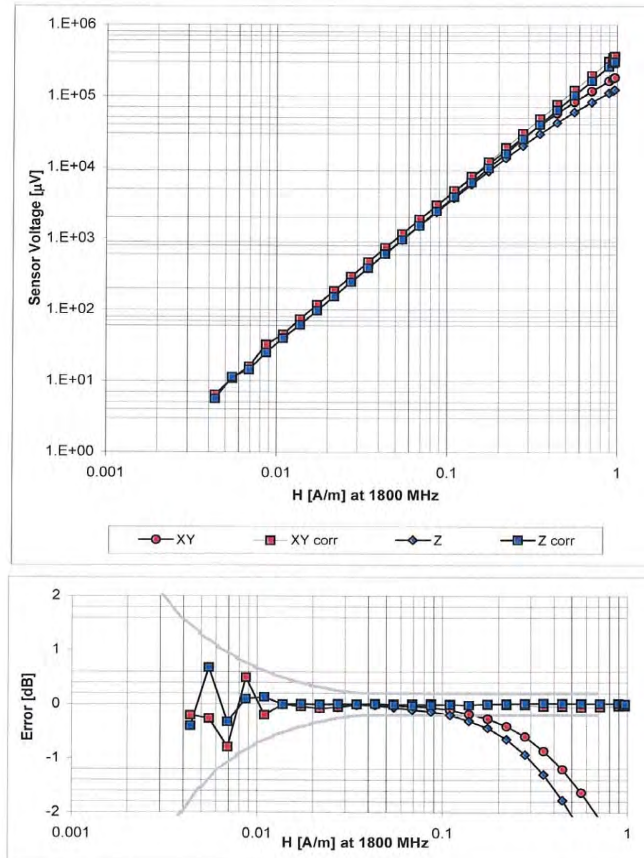 1.E+06
1.E+05
1.E+04
1.E+03
1.E+02
1.E+01
1.E+00
Sensor Voltage [µV]
0.001 0.01 0.1 1
H [A/m] at 1800 MHz
XY XY corr Z Z corr
2
1
0
-1
-2
Error [dB]
0.001 0.01 0.1 1
H [A/m] at 1800 MHz